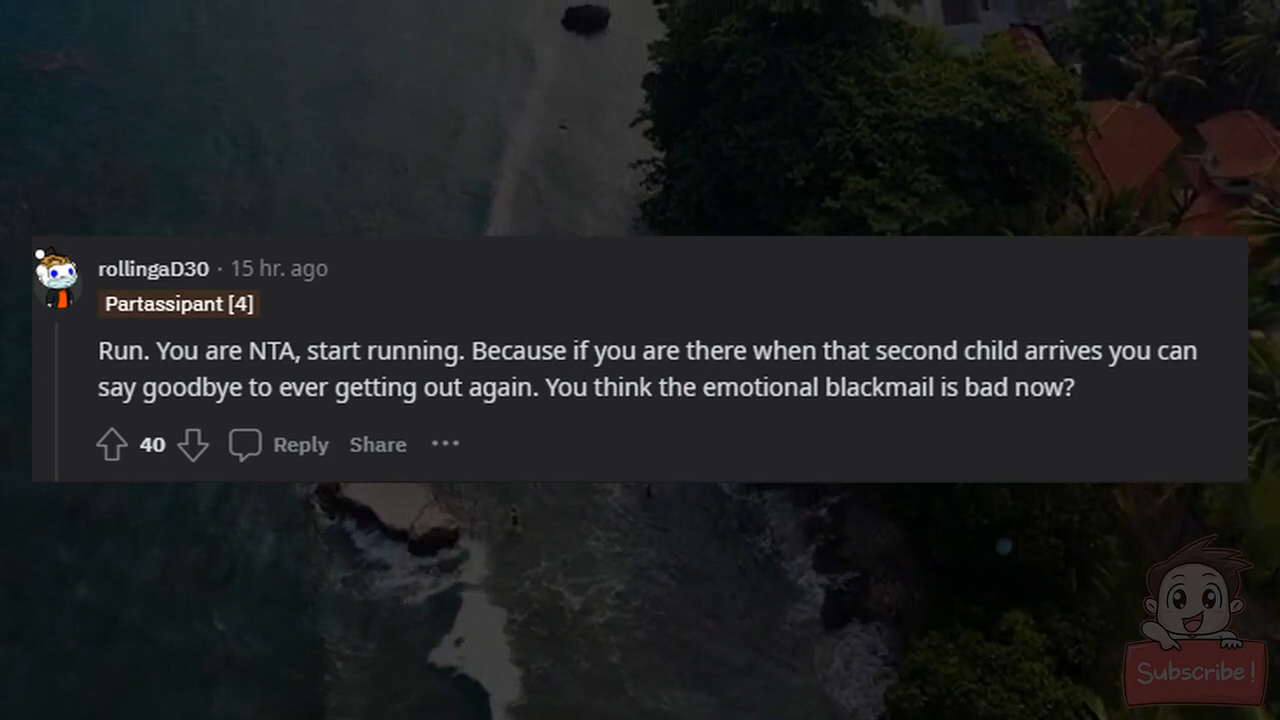 rollingaD30 · 15 hr. ago
Partassipant [4]
Run. You are NTA, start running. Because if you are there when that second child arrives you can
say goodbye to ever getting out again. You think the emotional blackmail is bad now?
40 Reply Share ···
Subscribe!